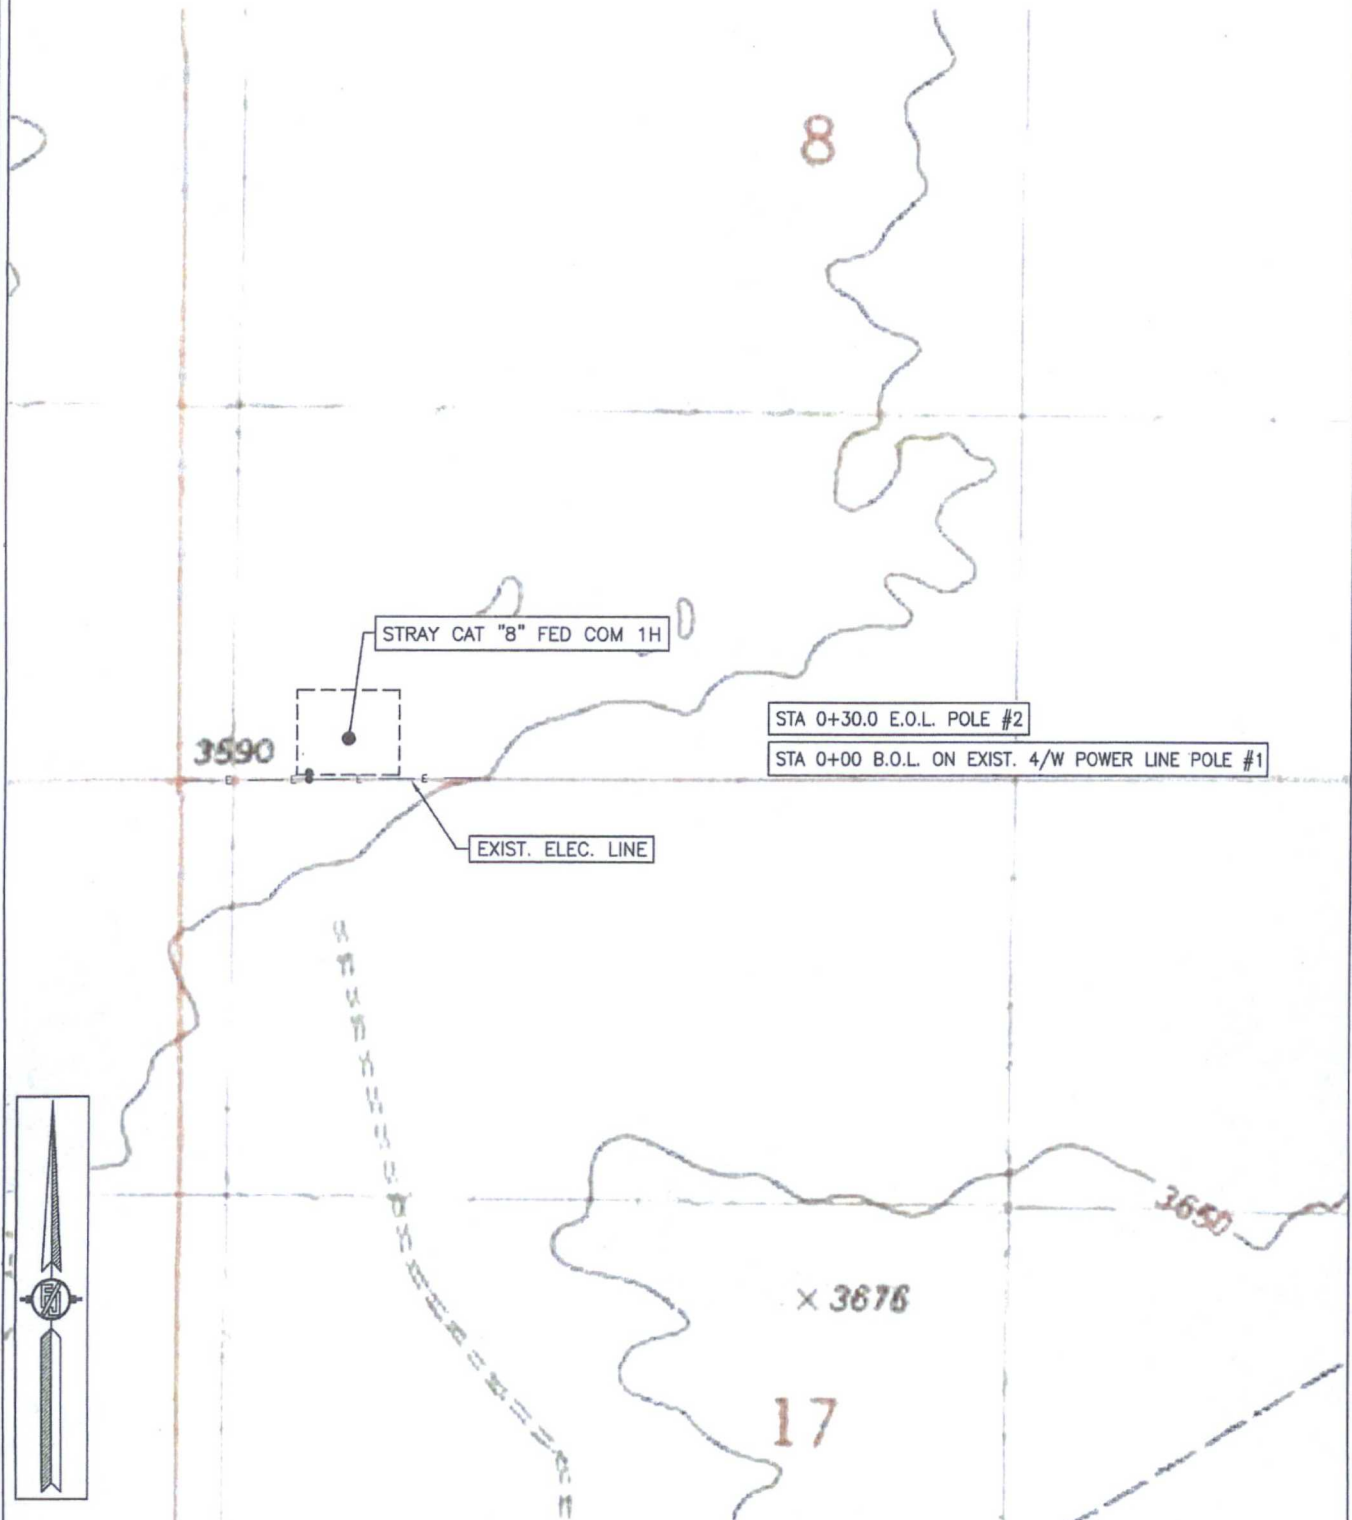 8
STRAY CAT "8" FED COM 1H
STA 0+30.0 E.O.L. POLE #2
3590
STA 0+00 B.O.L. ON EXIST. 4/W POWER LINE POLE #1
E
EXIST. ELEC. LINE
3650
3676
17